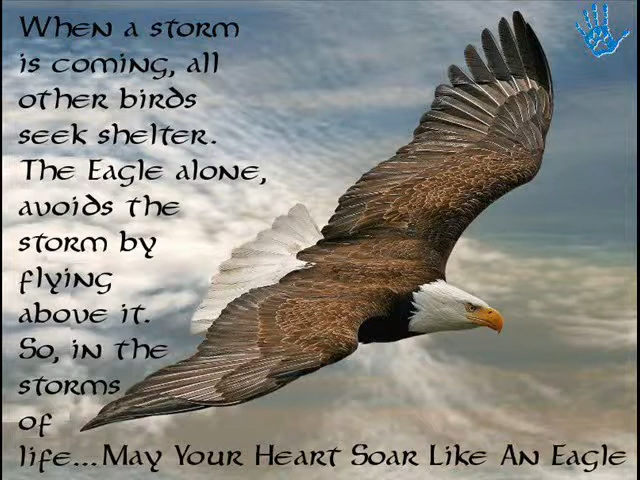 When a storm
is coming, all
other birds
seek shelter.
The Eagle alone,
avoids the
storm by
flying
above it.
So, in the
storms
of
life...May Your Heart Soar Like An Eagle